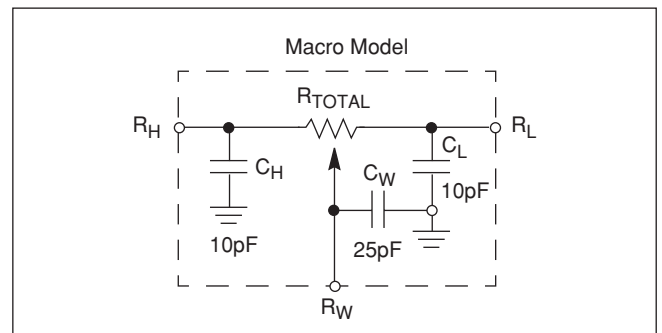 Macro Model
R_TOTAL
R_H
R_L
C_H
C_L
C_W
10pF
10pF
25pF
R_W